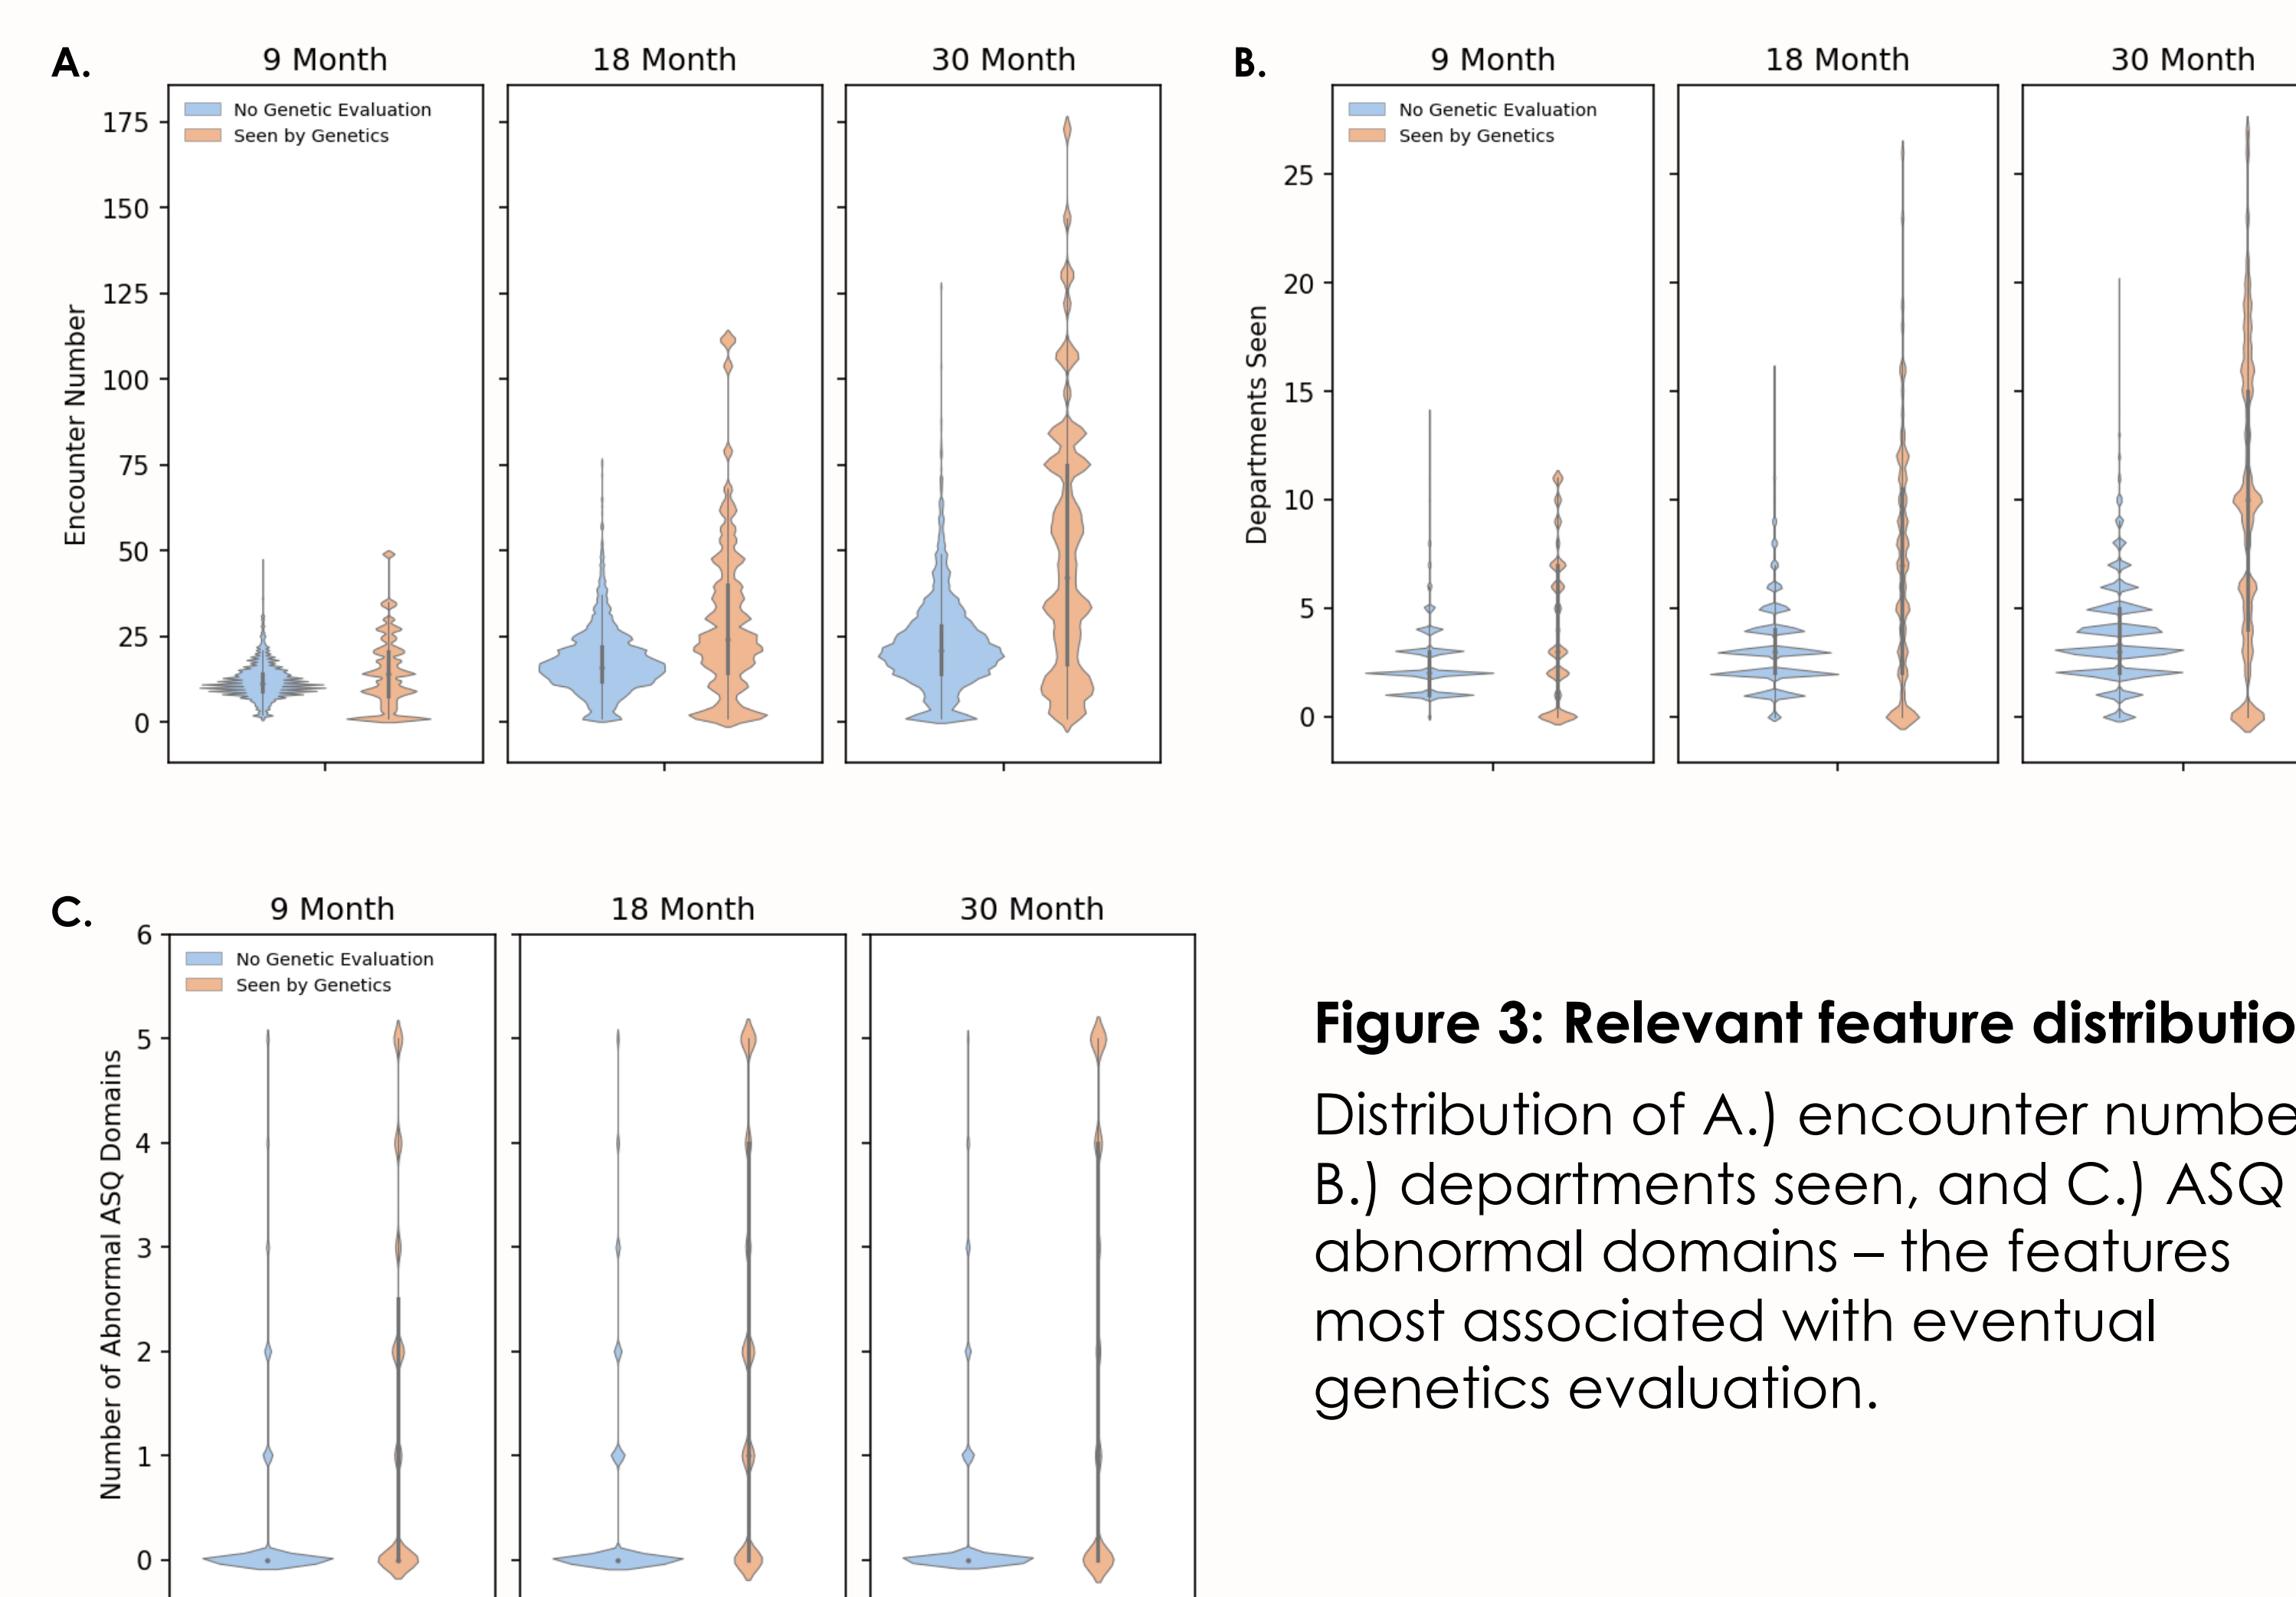 A.
9 Month
18 Month
30 Month
No Genetic Evaluation
Seen by Genetics
Encounter Number
175
150
125
100
75
50
25
0
B.
9 Month
18 Month
30 Month
No Genetic Evaluation
Seen by Genetics
Departments Seen
25
20
15
10
5
0
C.
9 Month
18 Month
30 Month
No Genetic Evaluation
Seen by Genetics
Number of Abnormal ASQ Domains
6
5
4
3
2
1
0
Figure 3: Relevant feature distributio
Distribution of A.) encounter numbe
B.) departments seen, and C.) ASQ
abnormal domains – the features
most associated with eventual
genetics evaluation.